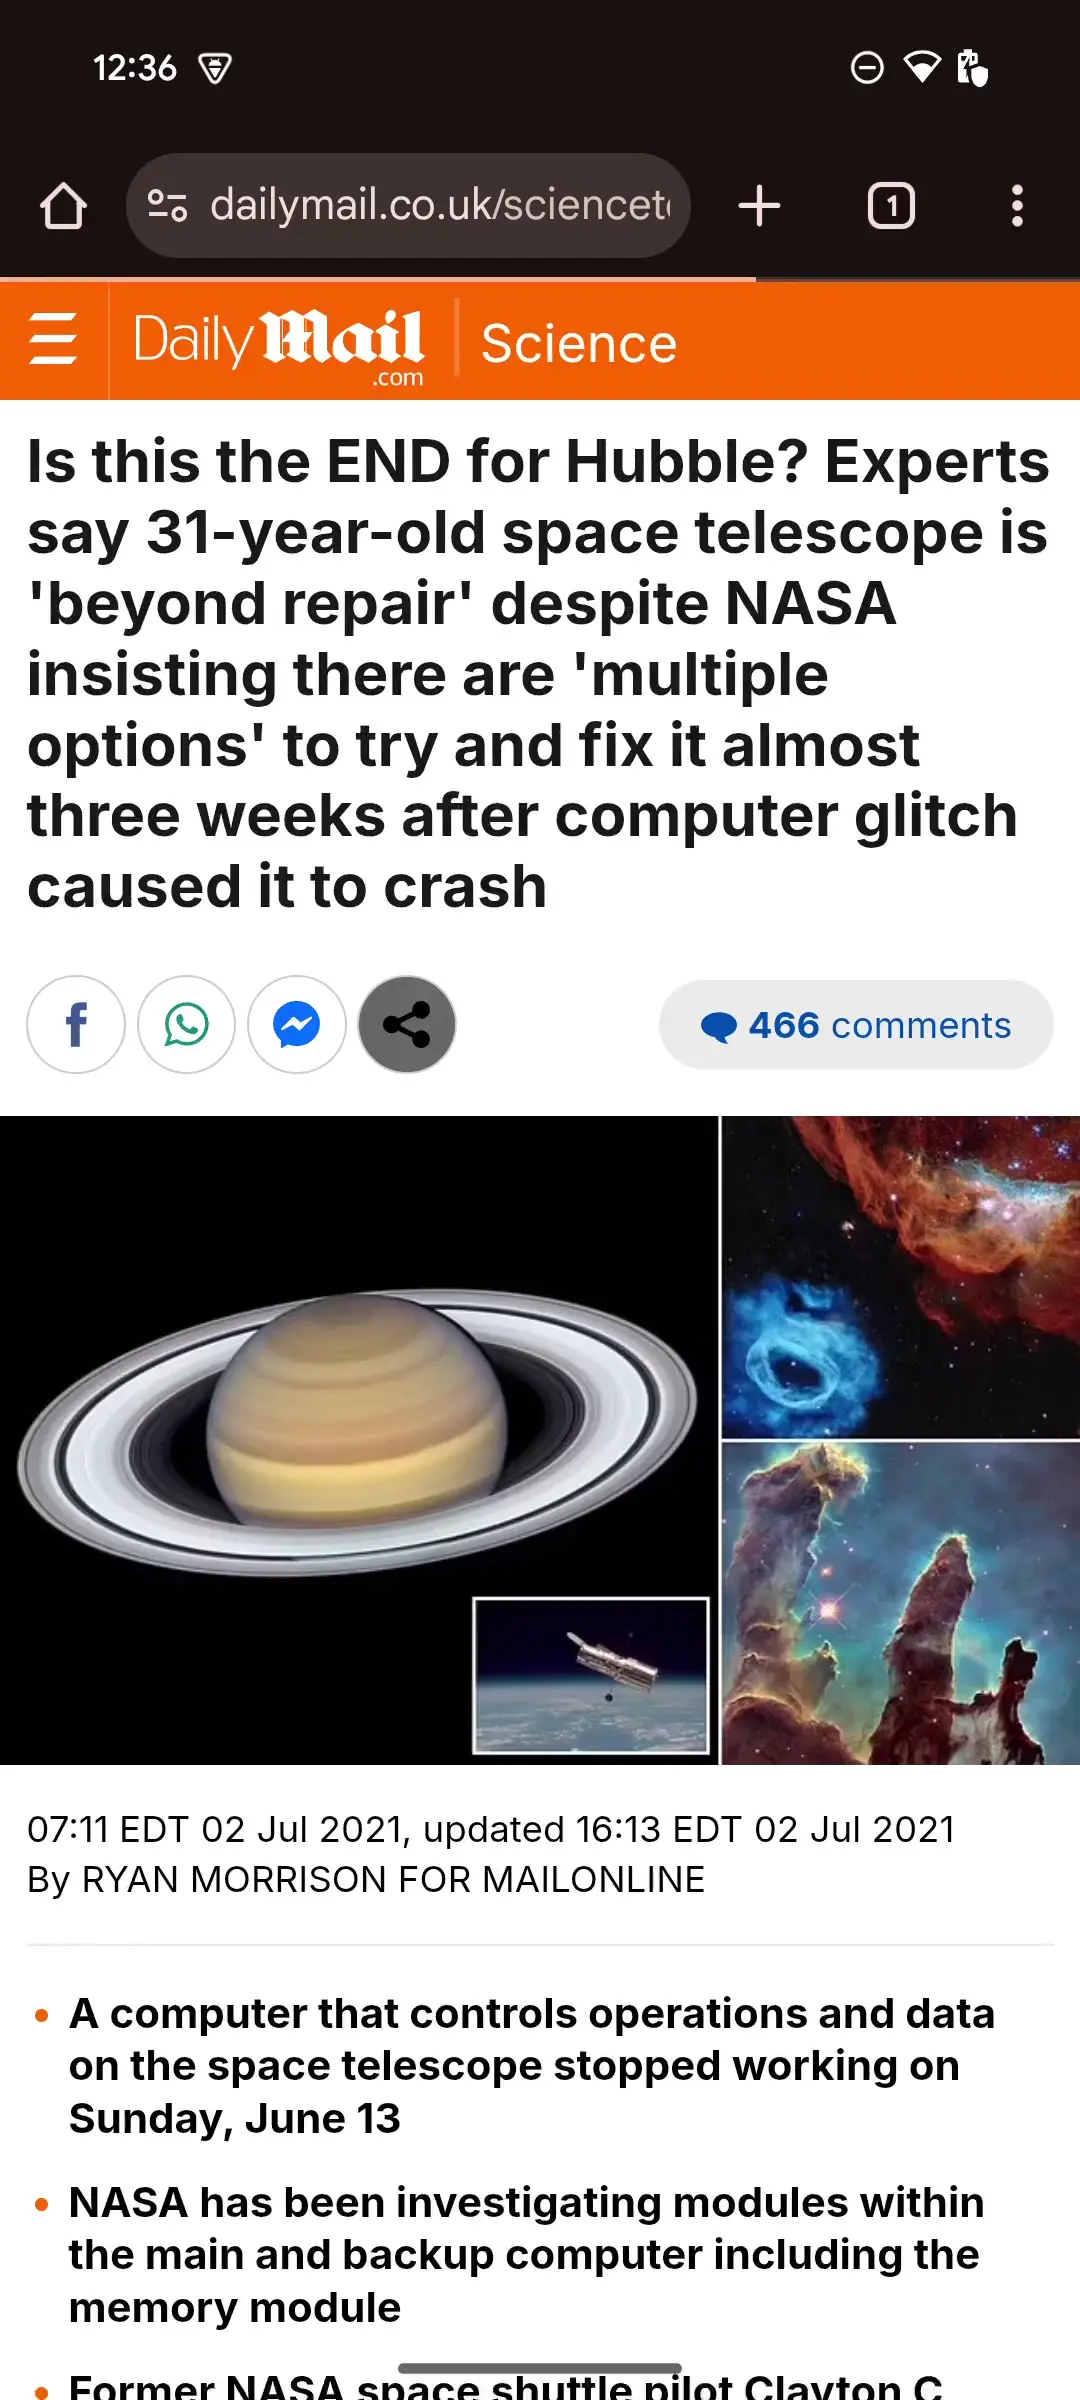 12:36
dailymail.co.uk/sciencet
1
Daily Mail
.com
Science
Is this the END for Hubble? Experts
say 31-year-old space telescope is
'beyond repair' despite NASA
insisting there are 'multiple
options' to try and fix it almost
three weeks after computer glitch
caused it to crash
466 comments
07:11 EDT 02 Jul 2021, updated 16:13 EDT 02 Jul 2021
By RYAN MORRISON FOR MAILONLINE
• A computer that controls operations and data
on the space telescope stopped working on
Sunday, June 13
• NASA has been investigating modules within
the main and backup computer including the
memory module
• Former NASA space shuttle pilot Clayton C